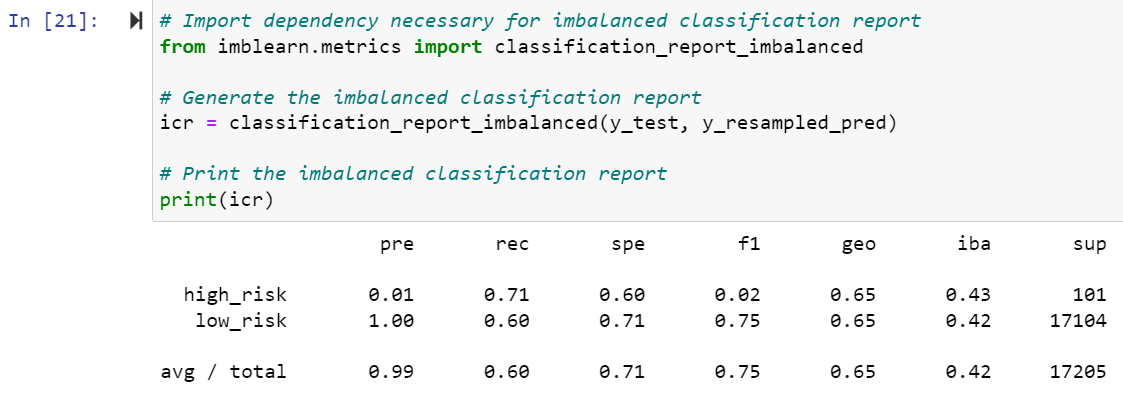 In [21]:
# Import dependency necessary for imbalanced classification report
from imblearn.metrics import classification_report_imbalanced
# Generate the imbalanced classification report
icr = classification_report_imbalanced(y_test, y_resampled_pred)
# Print the imbalanced classification report
print(icr)
pre rec spe f1 geo iba sup
high_risk 0.01 0.71 0.60 0.02 0.65 0.43 101
low_risk 1.00 0.60 0.71 0.75 0.65 0.42 17104
avg / total 0.99 0.60 0.71 0.75 0.65 0.42 17205